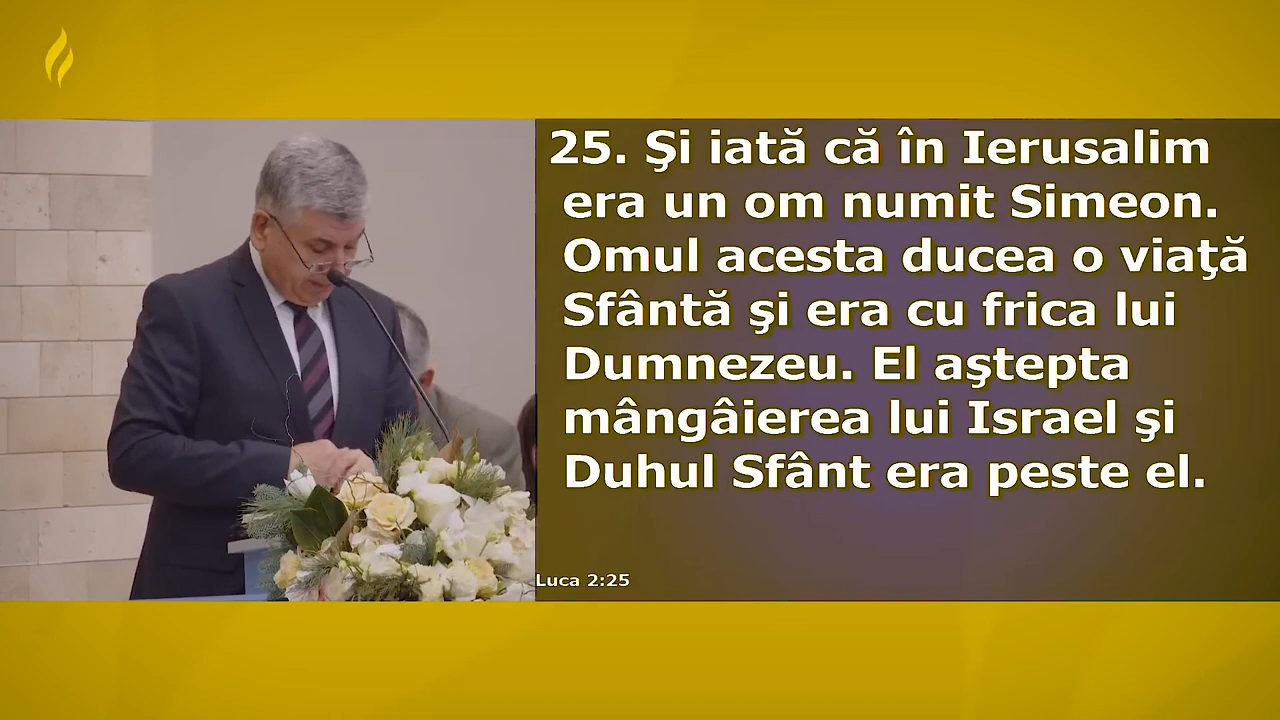 25. Şi iată că în Ierusalim
era un om numit Simeon.
Omul acesta ducea o viaţă
Sfântă şi era cu frica lui
Dumnezeu. El aştepta
mângâierea lui Israel şi
Duhul Sfânt era peste el.
Luca 2:25